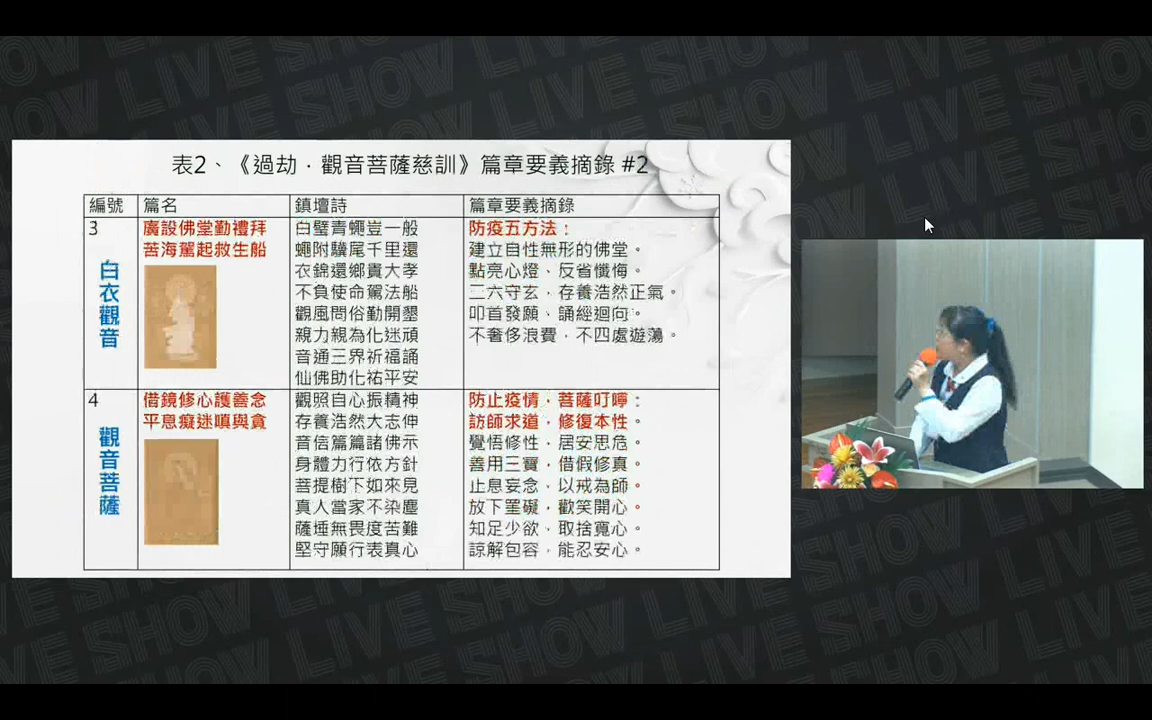 LIVE SHOW
表2、《過劫．觀音菩薩慈訓》篇章要義摘錄 #2
編號 篇名 鎮壇詩 篇章要義摘錄
3
白衣觀音
廣設佛堂勤禮拜
苦海駕起救生船
白璧青蠅豈一般
蠅附驥尾千里還
衣錦還鄉責大孝
不負使命駕法船
觀風問俗勤開墾
親力親為化迷頑
音通三界祈福誦
仙佛助化祐平安
防疫五方法：
建立自性無形的佛堂。
點亮心燈、反省懺悔。
二六守玄，存養浩然正氣。
叩首發願、誦經迴向。
不奢侈浪費，不四處遊蕩。
4
觀音菩薩
借鏡修心護善念
平息癡迷嗔與貪
觀照自心振精神
存養浩然大志伸
音信篇篇諸佛示
身體力行依方針
菩提樹下如來見
真人當家不染塵
薩埵無畏度苦難
堅守願行表真心
防止疫情，菩薩叮嚀：
訪師求道，修復本性。
覺悟修性，居安思危。
善用三寶，借假修真。
止息妄念，以戒為師。
放下罣礙，歡笑開心。
知足少欲、取捨寬心。
諒解包容，能忍安心。